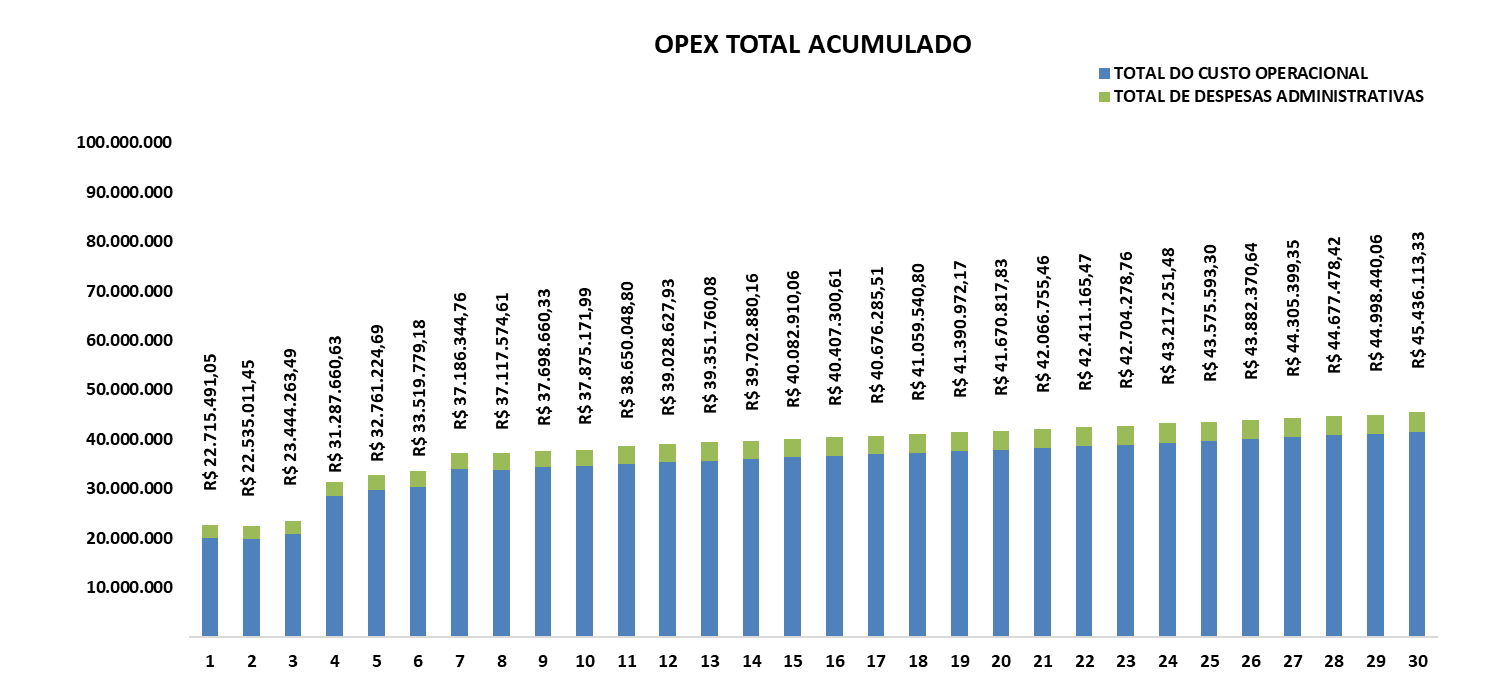 OPEX TOTAL ACUMULADO
TOTAL DO CUSTO OPERACIONAL
TOTAL DE DESPESAS ADMINISTRATIVAS
100.000.000
90.000.000
80.000.000
70.000.000
60.000.000
50.000.000
40.000.000
30.000.000
20.000.000
10.000.000
R$ 22.715.491,05
R$ 22.535.011,45
R$ 23.444.263,49
R$ 31.287.660,63
R$ 32.761.224,69
R$ 33.519.779,18
R$ 37.186.344,76
R$ 37.117.574,61
R$ 37.698.660,33
R$ 37.875.171,99
R$ 38.650.048,80
R$ 39.028.627,93
R$ 39.351.760,08
R$ 39.702.880,16
R$ 40.082.910,06
R$ 40.407.300,61
R$ 40.676.285,51
R$ 41.059.540,80
R$ 41.390.972,17
R$ 41.670.817,83
R$ 42.066.755,46
R$ 42.411.165,47
R$ 42.704.278,76
R$ 43.217.251,48
R$ 43.575.593,30
R$ 43.882.370,64
R$ 44.305.399,35
R$ 44.677.478,42
R$ 44.998.440,06
R$ 45.436.113,33
1 2 3 4 5 6 7 8 9 10 11 12 13 14 15 16 17 18 19 20 21 22 23 24 25 26 27 28 29 30